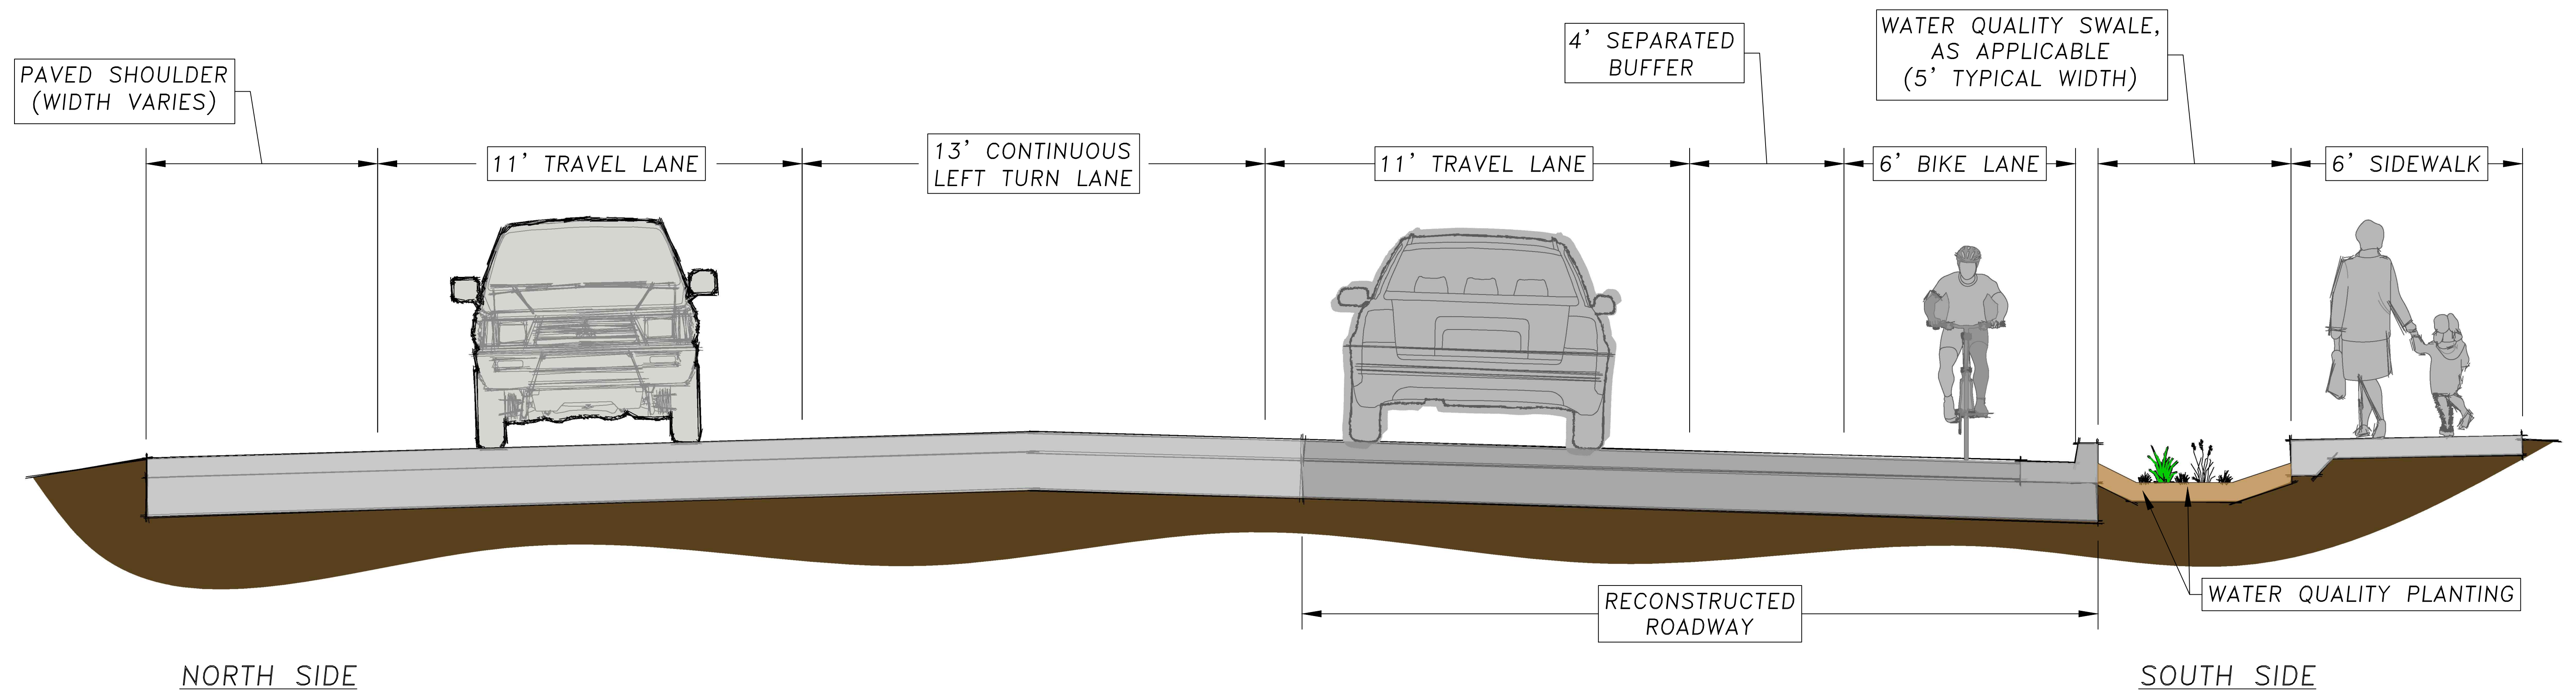 PAVED SHOULDER
(WIDTH VARIES)
11' TRAVEL LANE
13' CONTINUOUS
LEFT TURN LANE
11' TRAVEL LANE
4' SEPARATED
BUFFER
6' BIKE LANE
WATER QUALITY SWALE,
AS APPLICABLE
(5' TYPICAL WIDTH)
6' SIDEWALK
WATER QUALITY PLANTING
RECONSTRUCTED
ROADWAY
NORTH SIDE
SOUTH SIDE